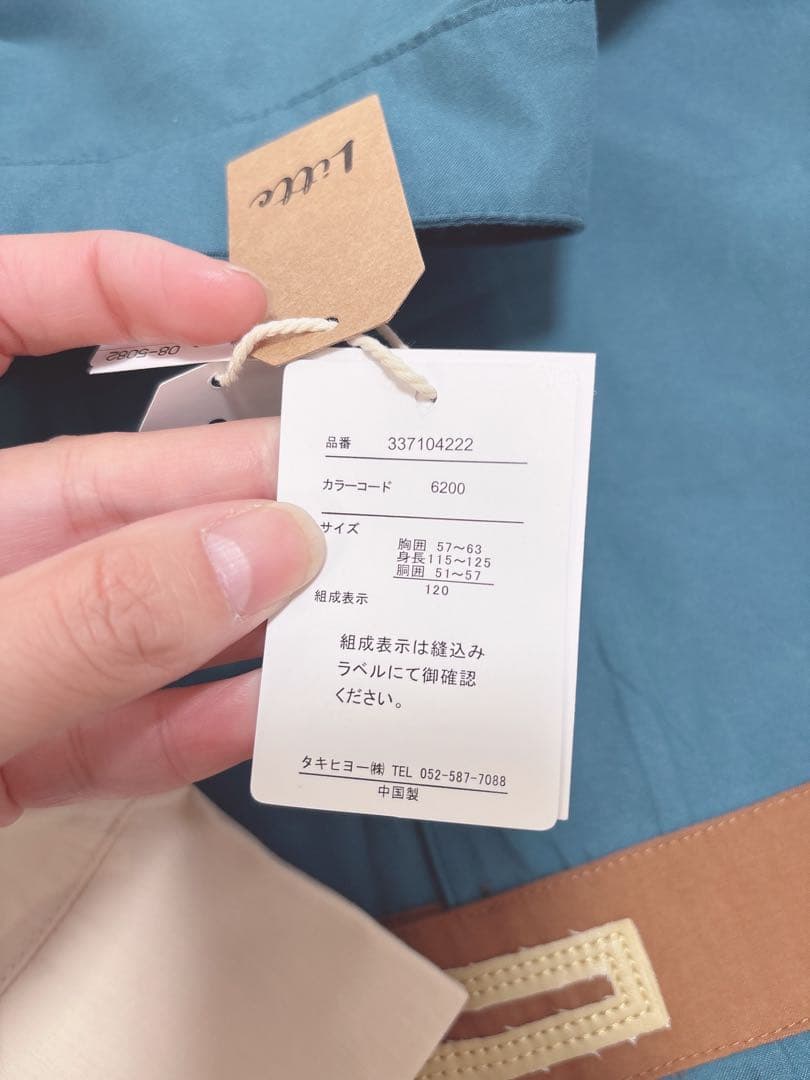 Litte
08-5082
品番 337104222
カラーコード 6200
サイズ
胸囲 57～63
身長115～125
胴囲 51～57
120
組成表示
組成表示は縫込み
ラベルにて御確認
ください。
タキヒヨー㈱ TEL 052-587-7088
中国製